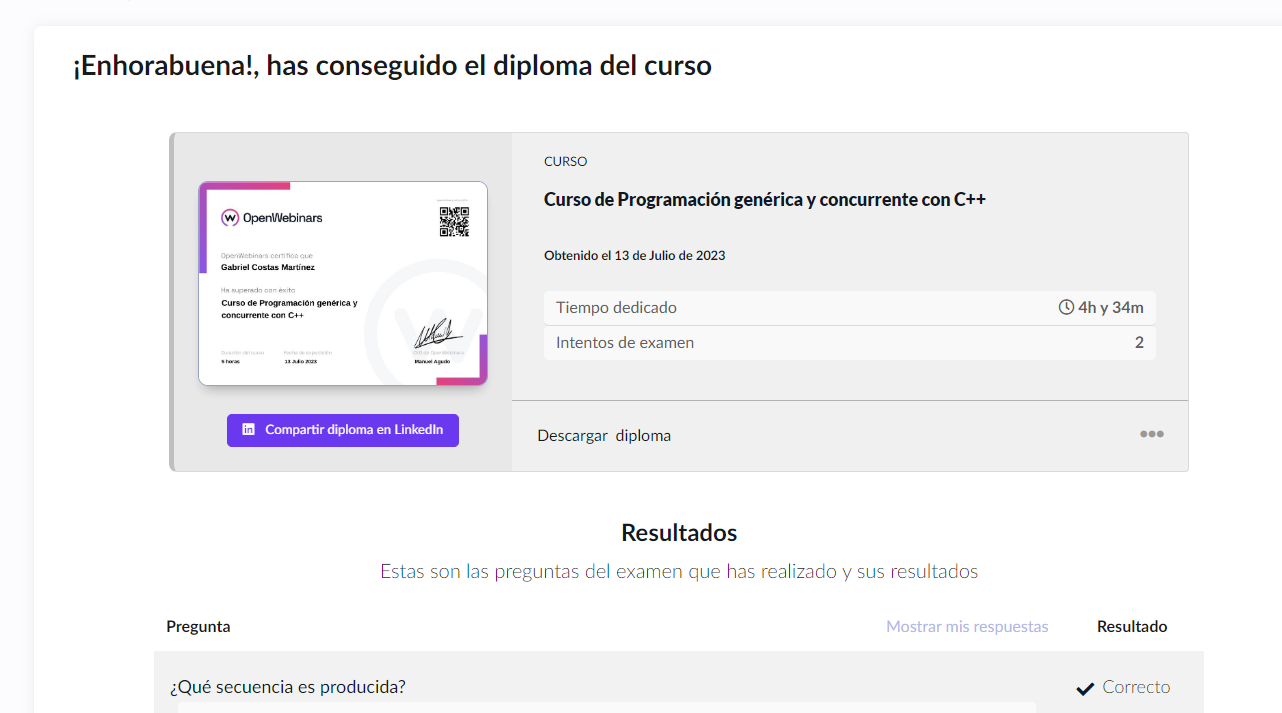 ¡Enhorabuena!, has conseguido el diploma del curso
OpenWebinars
OpenWebinars certifica que
Gabriel Costas Martínez
Ha superado con éxito
Curso de Programación genérica y
concurrente con C++
Duración del curso
Fecha de expedición
CEO de OpenWebinars
13 Julio 2023
Manuel Agudo
Compartir diploma en LinkedIn
CURSO
Curso de Programación genérica y concurrente con C++
Obtenido el 13 de Julio de 2023
Tiempo dedicado 4h y 34m
Intentos de examen 2
Descargar diploma
Resultados
Estas son las preguntas del examen que has realizado y sus resultados
Pregunta Mostrar mis respuestas Resultado
¿Qué secuencia es producida? Correcto